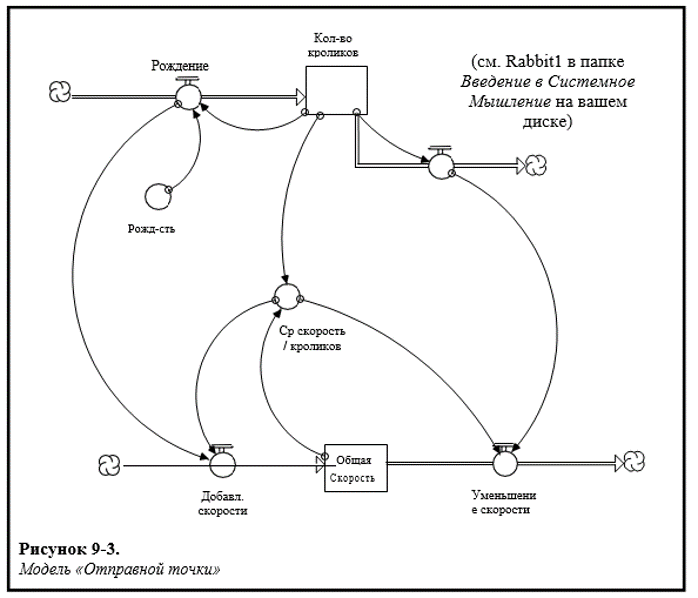 Кол-во
кроликов
Рождение
(см. Rabbit1 в папке
Введение в Системное
Мышление на вашем
диске)
Рожд-сть
Ср скорость
/ кроликов
Общая
Скорость
Добавл.
скорости
Уменьшени
е скорости
Рисунок 9-3.
Модель «Отправной точки»